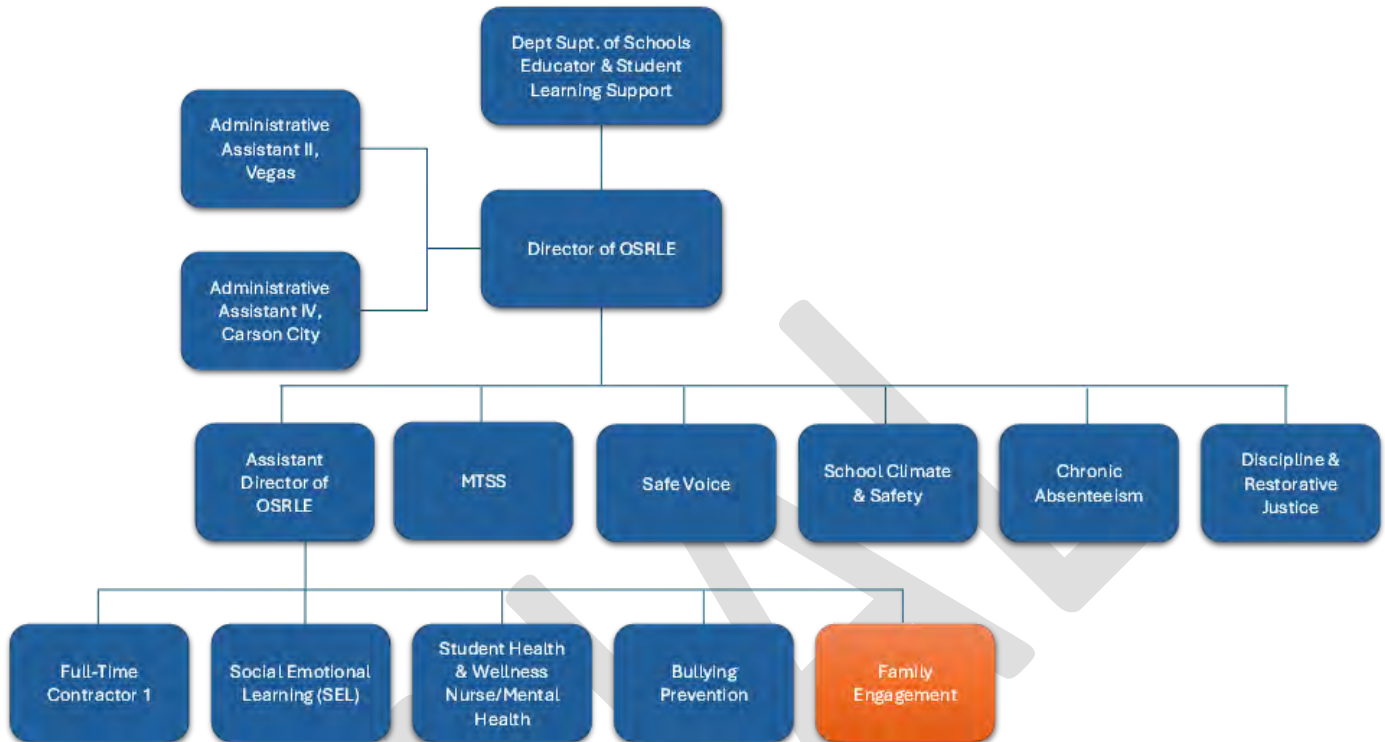 Dept Supt. of Schools
Educator & Student
Learning Support
Administrative
Assistant II,
Vegas
Director of OSRLE
Administrative
Assistant IV,
Carson City
Assistant
Director of
OSRLE
MTSS
Safe Voice
School Climate
& Safety
Chronic
Absenteeism
Discipline &
Restorative
Justice
Full-Time
Contractor 1
Social Emotional
Learning (SEL)
Student Health
& Wellness
Nurse/Mental
Health
Bullying
Prevention
Family
Engagement